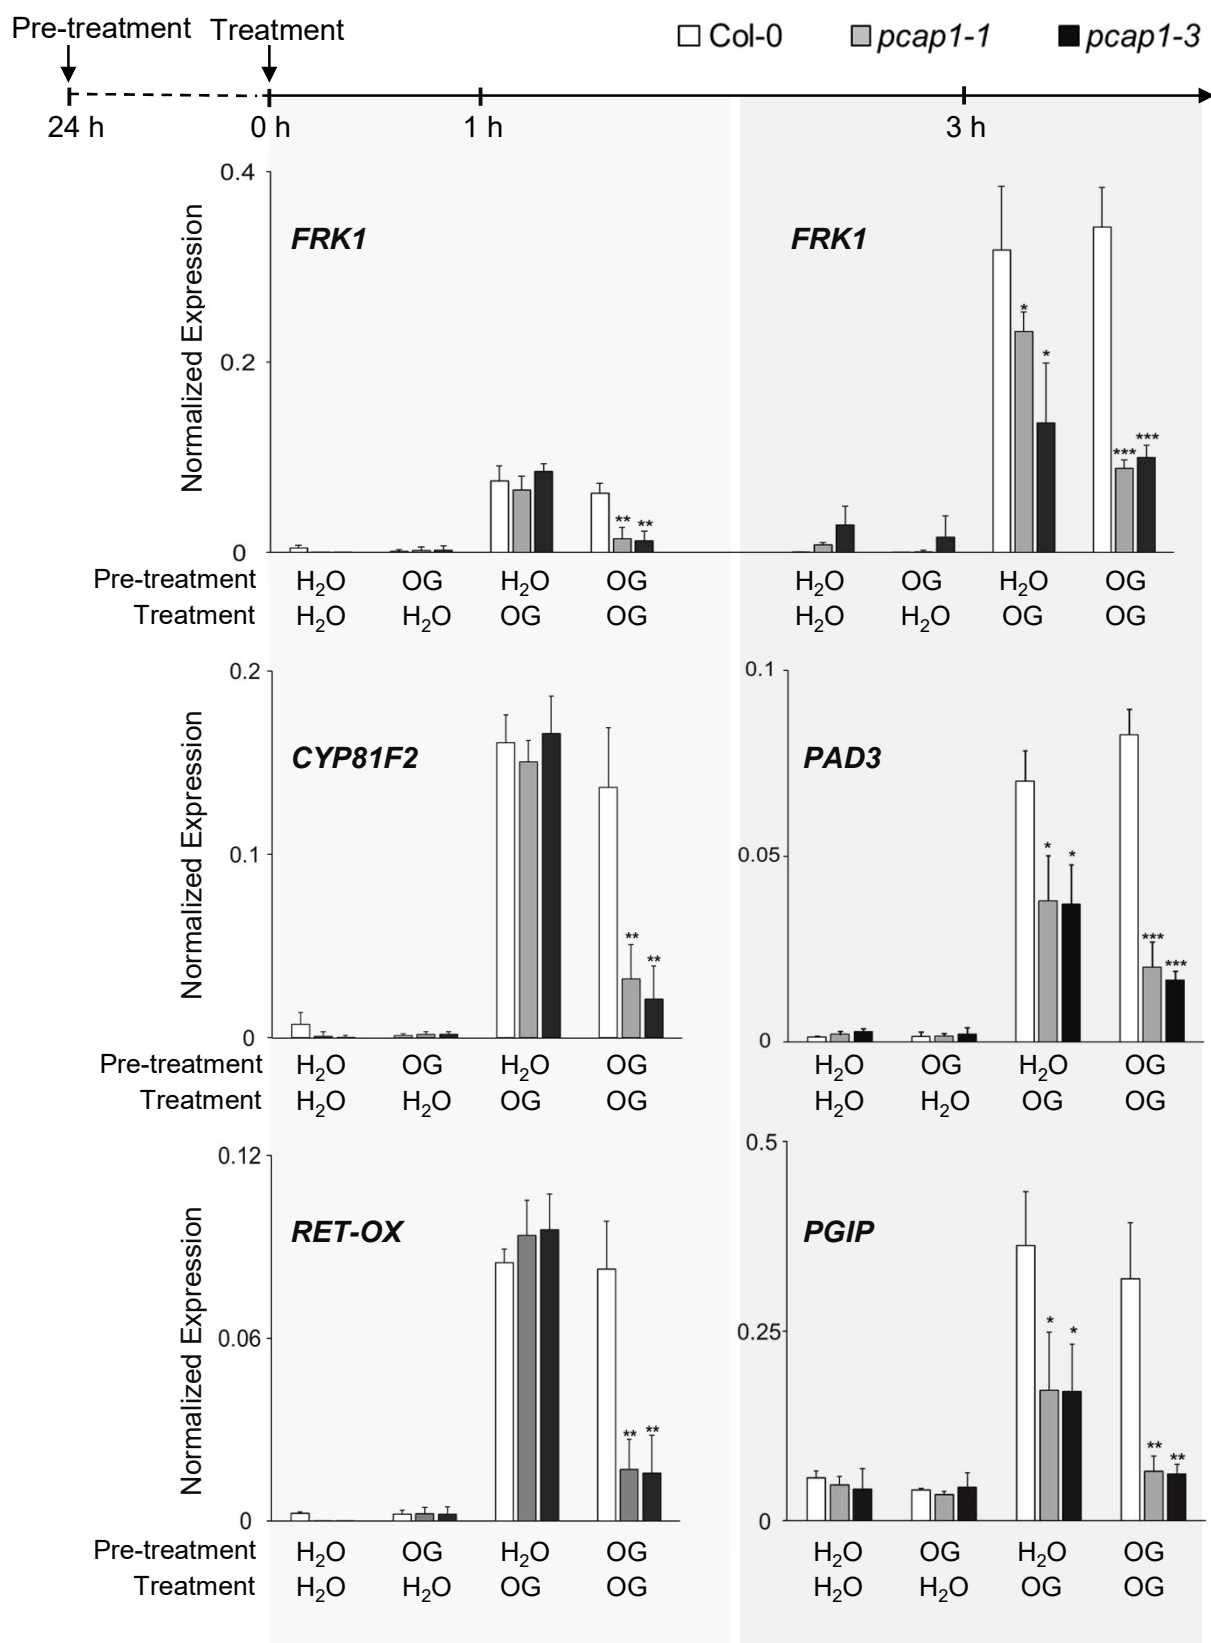 Pre-treatment Treatment Col-0 pcap1-1 pcap1-3
24 h 0 h 1 h 3 h
Normalized Expression
0.4
0.2
0
FRK1 FRK1
*
*
** **
*** ***
Pre-treatment H₂O OG H₂O OG H₂O OG H₂O OG
Treatment H₂O H₂O OG OG H₂O H₂O OG OG
Normalized Expression
0.2
0.1
0
CYP81F2
** **
0.1
0.05
0
PAD3
* *
*** ***
Pre-treatment H₂O OG H₂O OG H₂O OG H₂O OG
Treatment H₂O H₂O OG OG H₂O H₂O OG OG
Normalized Expression
0.12
0.06
0
RET-OX
** **
0.5
0.25
0
PGIP
* *
** **
Pre-treatment H₂O OG H₂O OG H₂O OG H₂O OG
Treatment H₂O H₂O OG OG H₂O H₂O OG OG